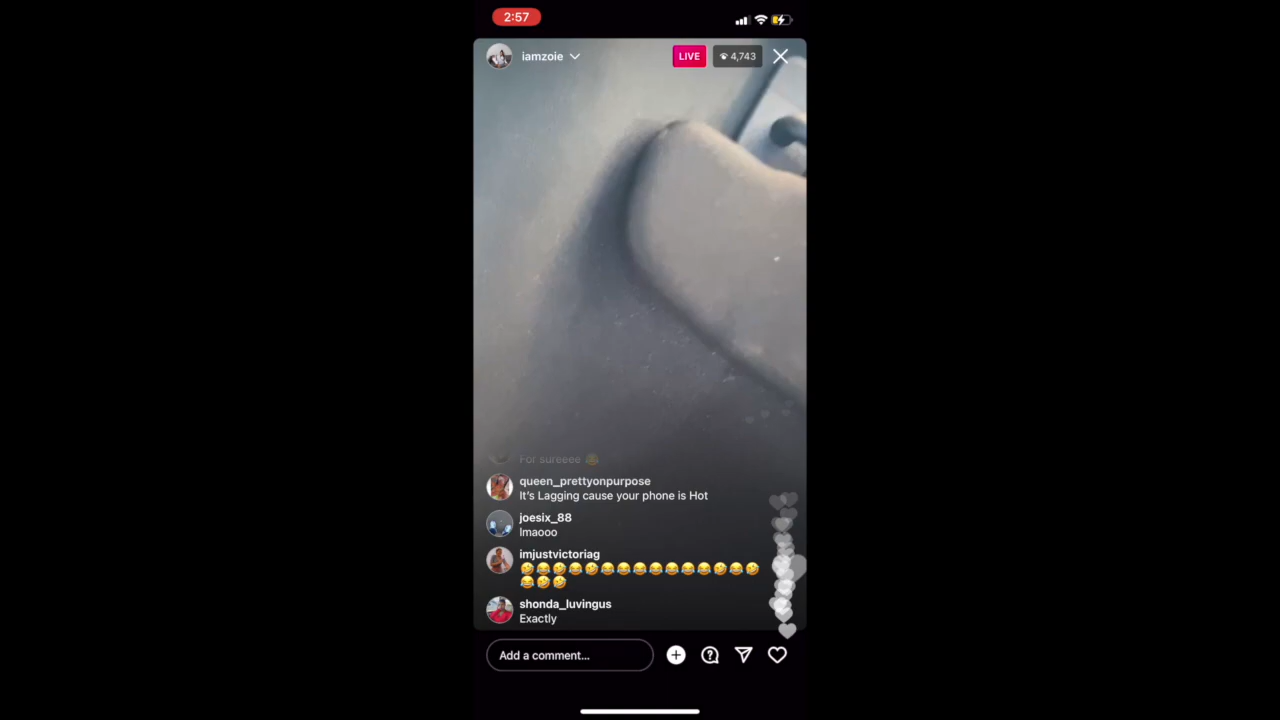 2:57
iamzoie
LIVE
4,743
For sureeee 😂
queen_prettyonpurpose
It's Lagging cause your phone is Hot
joesix_88
lmaooo
imjustvictoriag
🤣😂🤣😂🤣😂😂😂😂😂😂😂🤣😂🤣
😂🤣🤣
shonda_luvingus
Exactly
Add a comment...